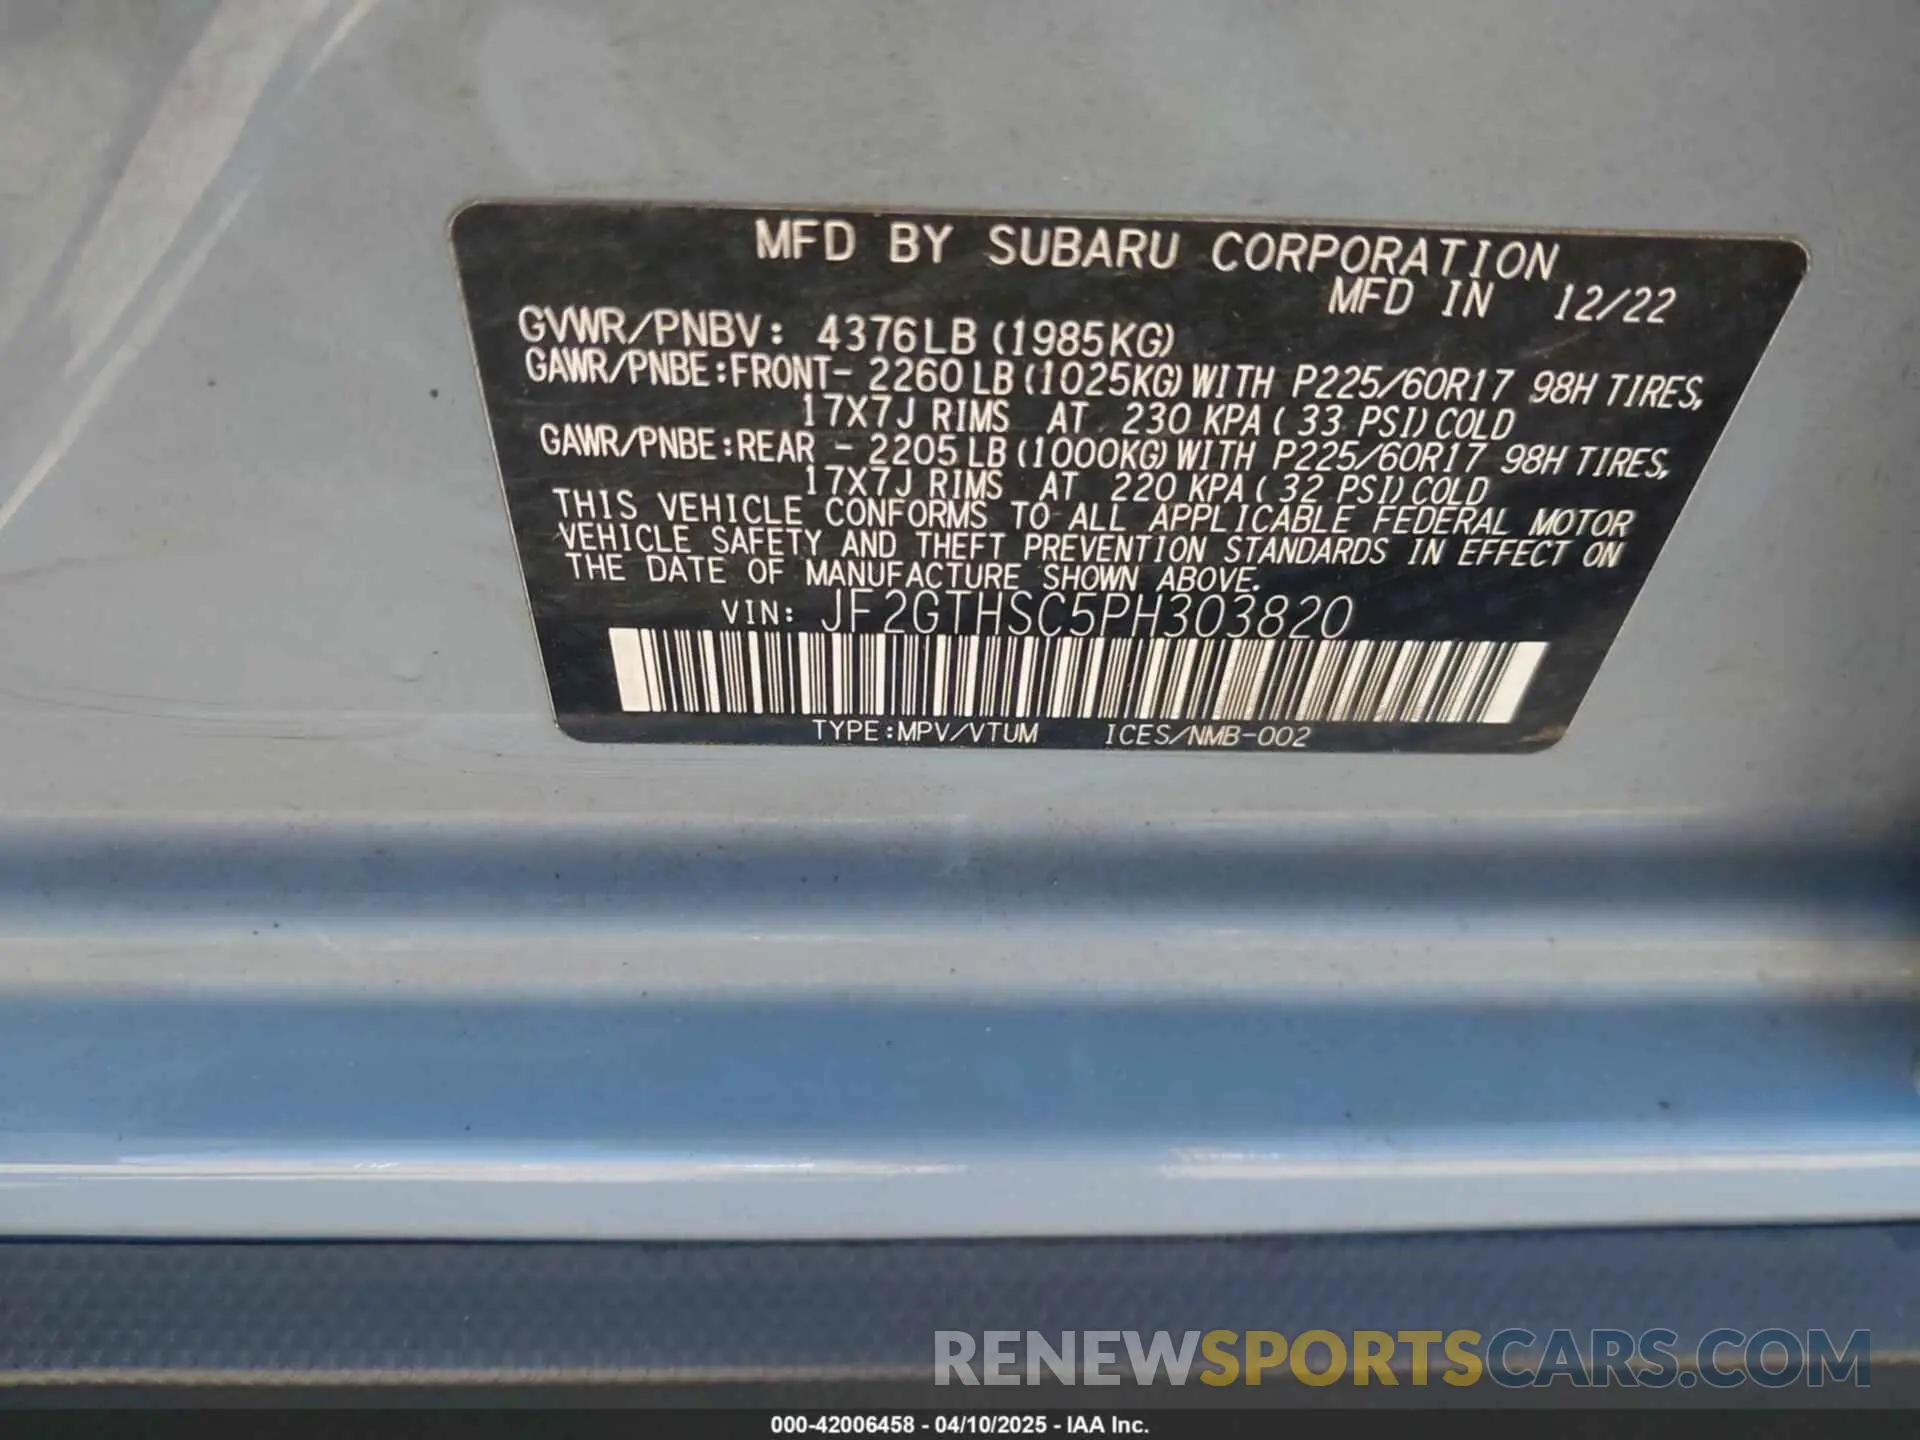 MFD BY SUBARU CORPORATION
MFD IN 12/22
GVWR/PNBV: 4376LB (1985KG)
GAWR/PNBE:FRONT- 2260LB (1025KG) WITH P225/60R17 98H TIRES,
17X7J RIMS AT 230 KPA ( 33 PSI) COLD
GAWR/PNBE:REAR - 2205LB (1000KG) WITH P225/60R17 98H TIRES,
17X7J RIMS AT 220 KPA ( 32 PSI) COLD
THIS VEHICLE CONFORMS TO ALL APPLICABLE FEDERAL MOTOR
VEHICLE SAFETY AND THEFT PREVENTION STANDARDS IN EFFECT ON
THE DATE OF MANUFACTURE SHOWN ABOVE.
VIN: JF2GTHSC5PH303820
TYPE:MPV/VTUM ICES/NMB-002
RENEWSPORTSCARS.COM
000-42006458 - 04/10/2025 - IAA Inc.